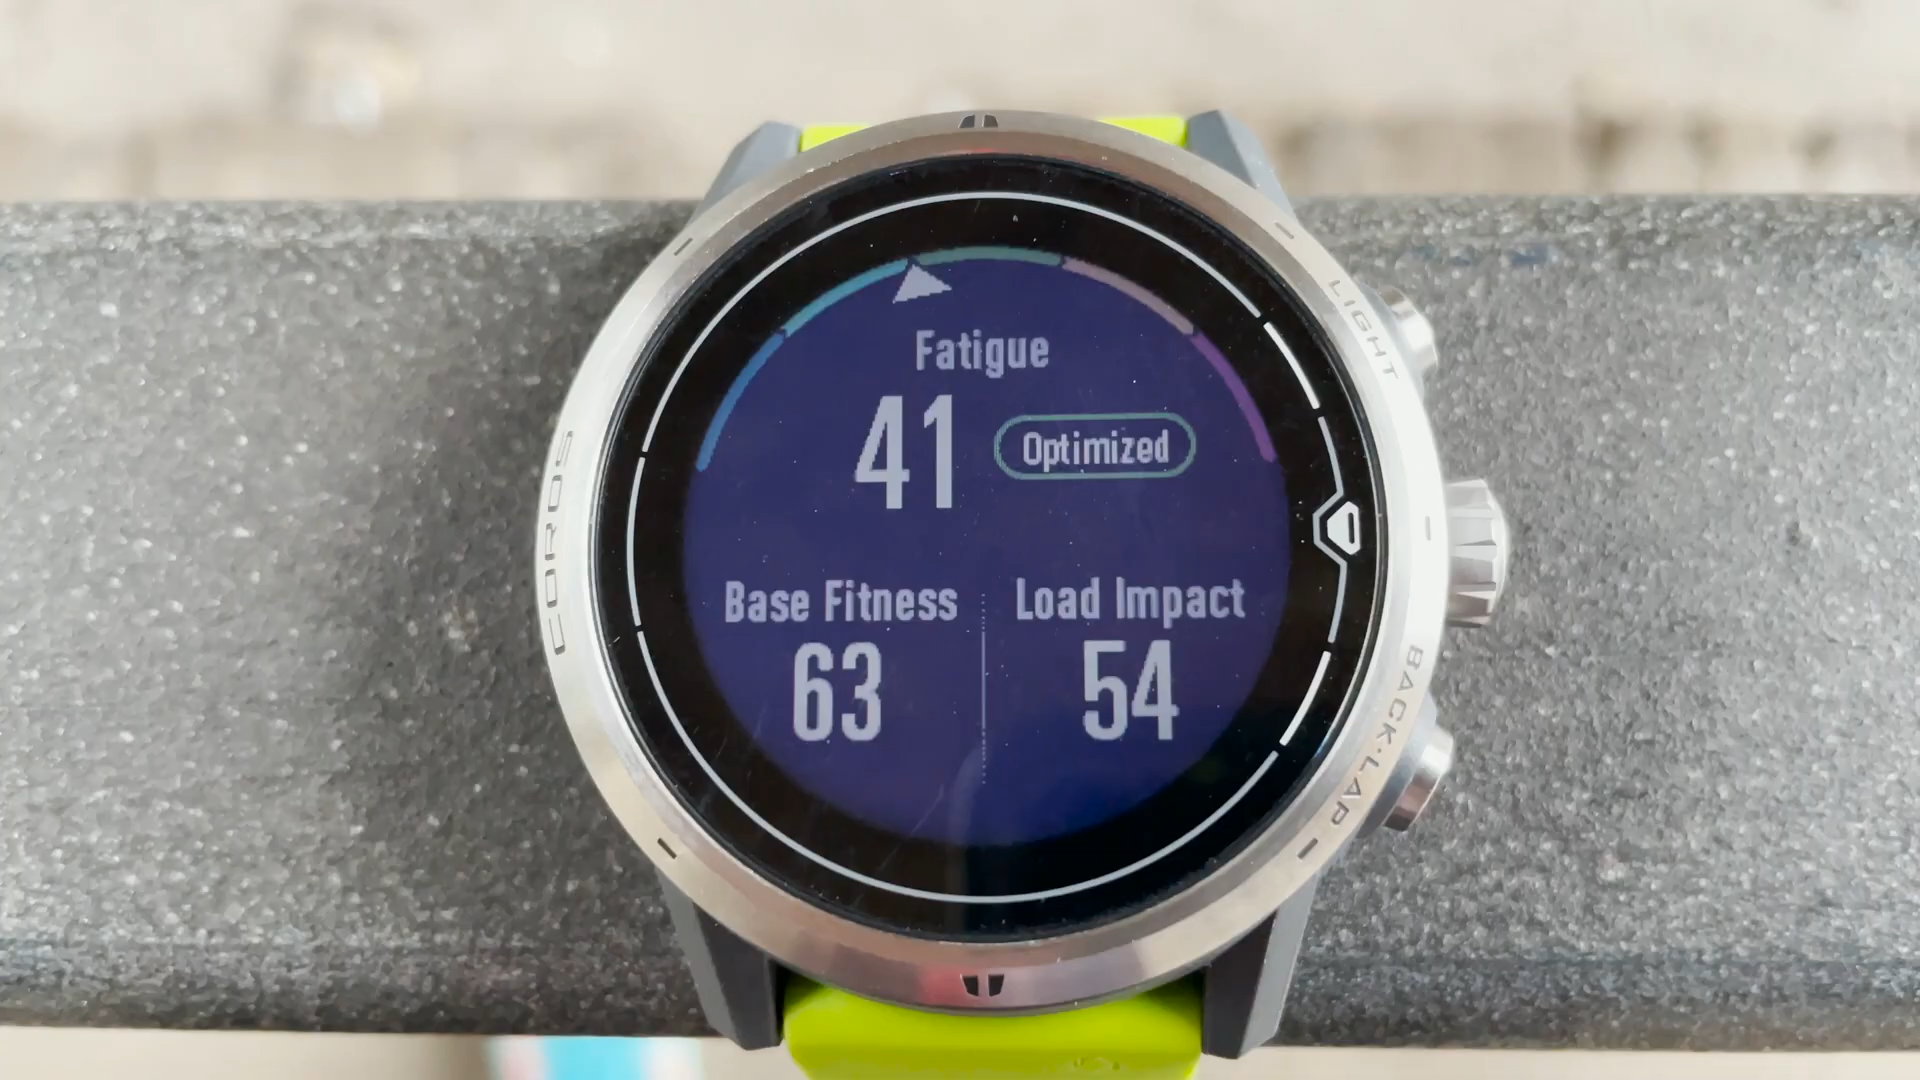 Fatigue
41 Optimized
Base Fitness Load Impact
63 54
COROS
LIGHT
BACK·LAP